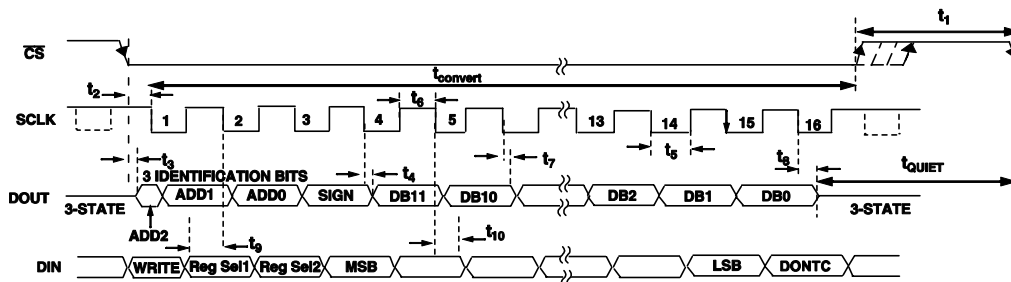 t1
CS
tconvert
t2
t6
SCLK
1 2 3 4 5 13 14 15 16
t3
t5
t7
t8
tQUIET
3 IDENTIFICATION BITS
t4
DOUT
ADD1 ADD0 SIGN DB11 DB10 DB2 DB1 DB0
3-STATE
3-STATE
ADD2
t9
t10
DIN
WRITE Reg Sel1 Reg Sel2 MSB LSB DONTC